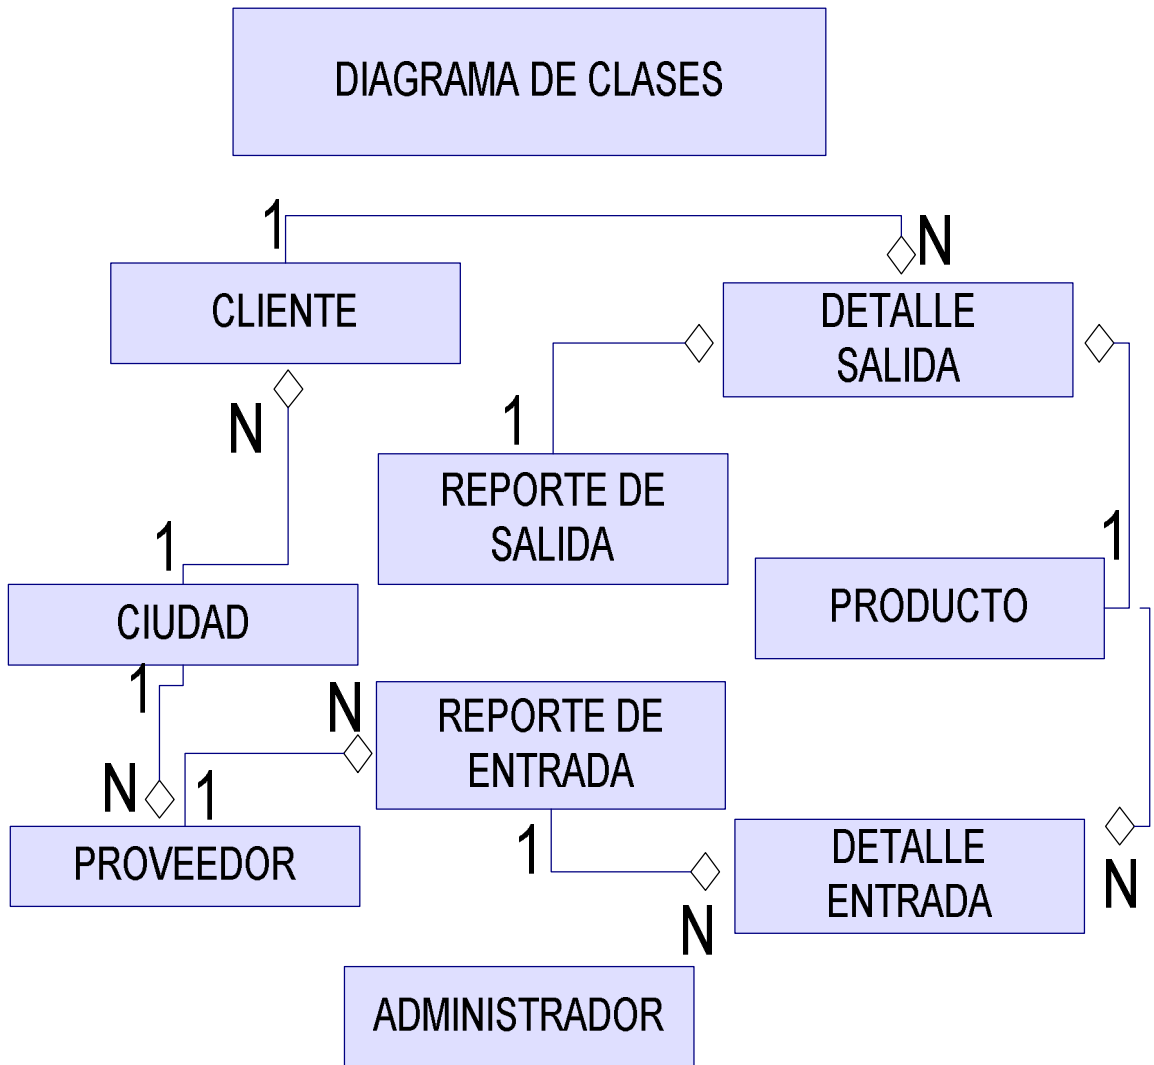 DIAGRAMA DE CLASES
1
N
CLIENTE
DETALLE
SALIDA
N
1
REPORTE DE
SALIDA
1
1
PRODUCTO
CIUDAD
1
N
REPORTE DE
ENTRADA
N
1
PROVEEDOR
1
DETALLE
ENTRADA
N
N
ADMINISTRADOR